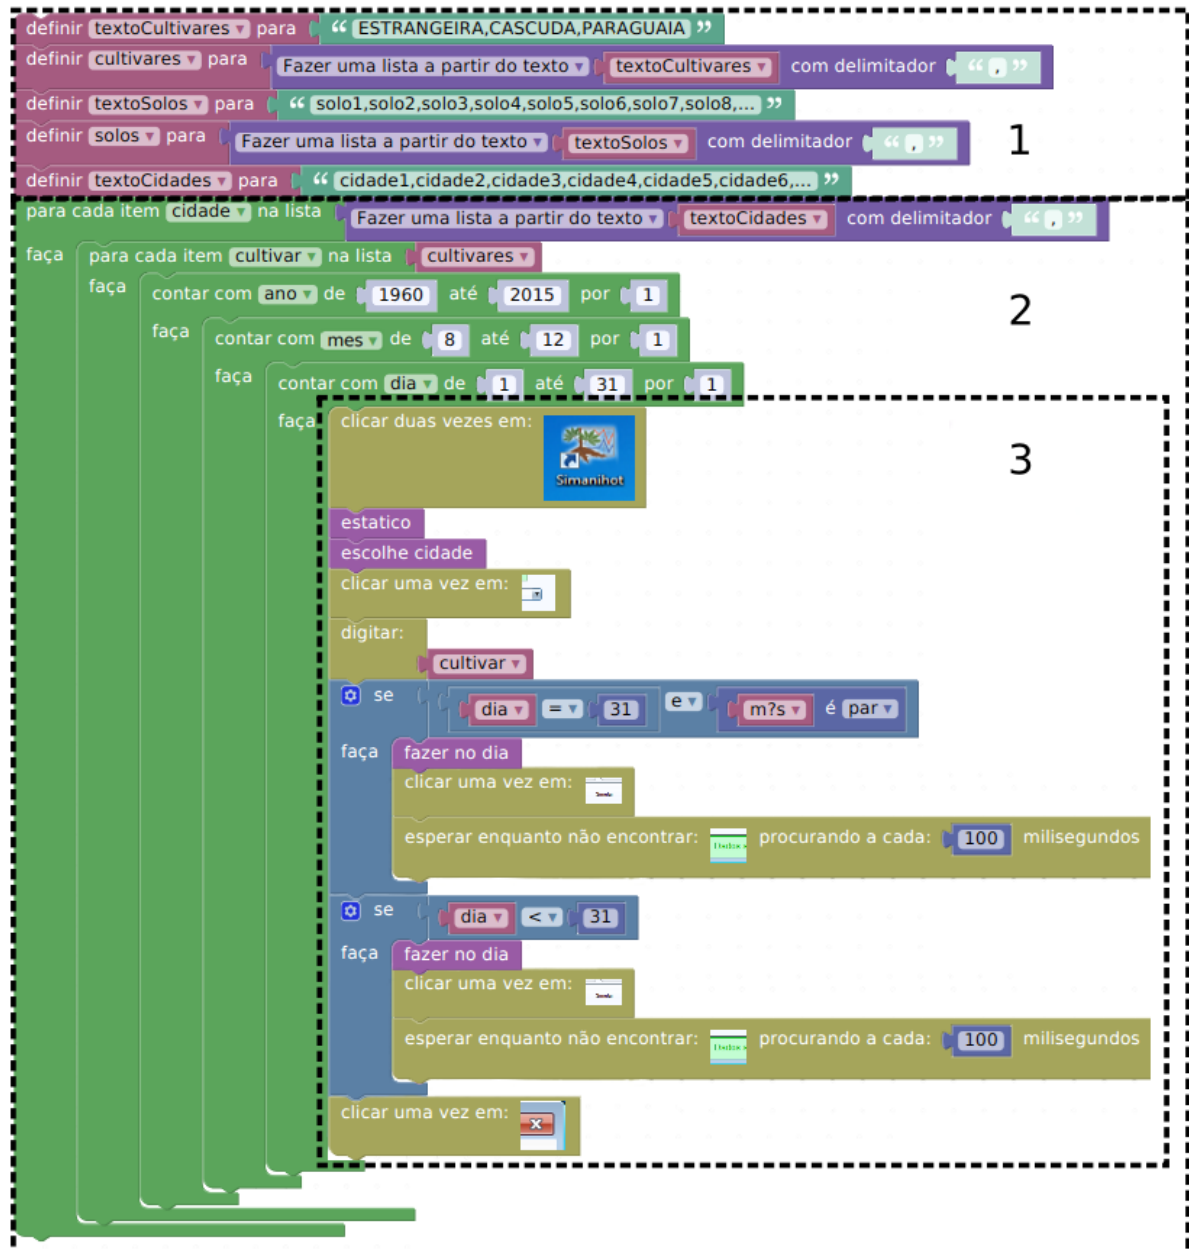 definir textoCultivares para “ ESTRANGEIRA,CASCUDA,PARAGUAIA ”
definir cultivares para Fazer uma lista a partir do texto textoCultivares com delimitador “ , ”
definir textoSolos para “ solo1,solo2,solo3,solo4,solo5,solo6,solo7,solo8,... ”
definir solos para Fazer uma lista a partir do texto textoSolos com delimitador “ , ”
1
definir textoCidades para “ cidade1,cidade2,cidade3,cidade4,cidade5,cidade6,... ”
para cada item cidade na lista Fazer uma lista a partir do texto textoCidades com delimitador “ , ”
faça para cada item cultivar na lista cultivares
faça contar com ano de 1960 até 2015 por 1
2
faça contar com mes de 8 até 12 por 1
faça contar com dia de 1 até 31 por 1
faça clicar duas vezes em:
Simanihot
3
estatico
escolhe cidade
clicar uma vez em:
digitar:
cultivar
se dia = 31 e m?s é par
faça fazer no dia
clicar uma vez em:
esperar enquanto não encontrar: procurando a cada: 100 milisegundos
se dia < 31
faça fazer no dia
clicar uma vez em:
esperar enquanto não encontrar: procurando a cada: 100 milisegundos
clicar uma vez em: